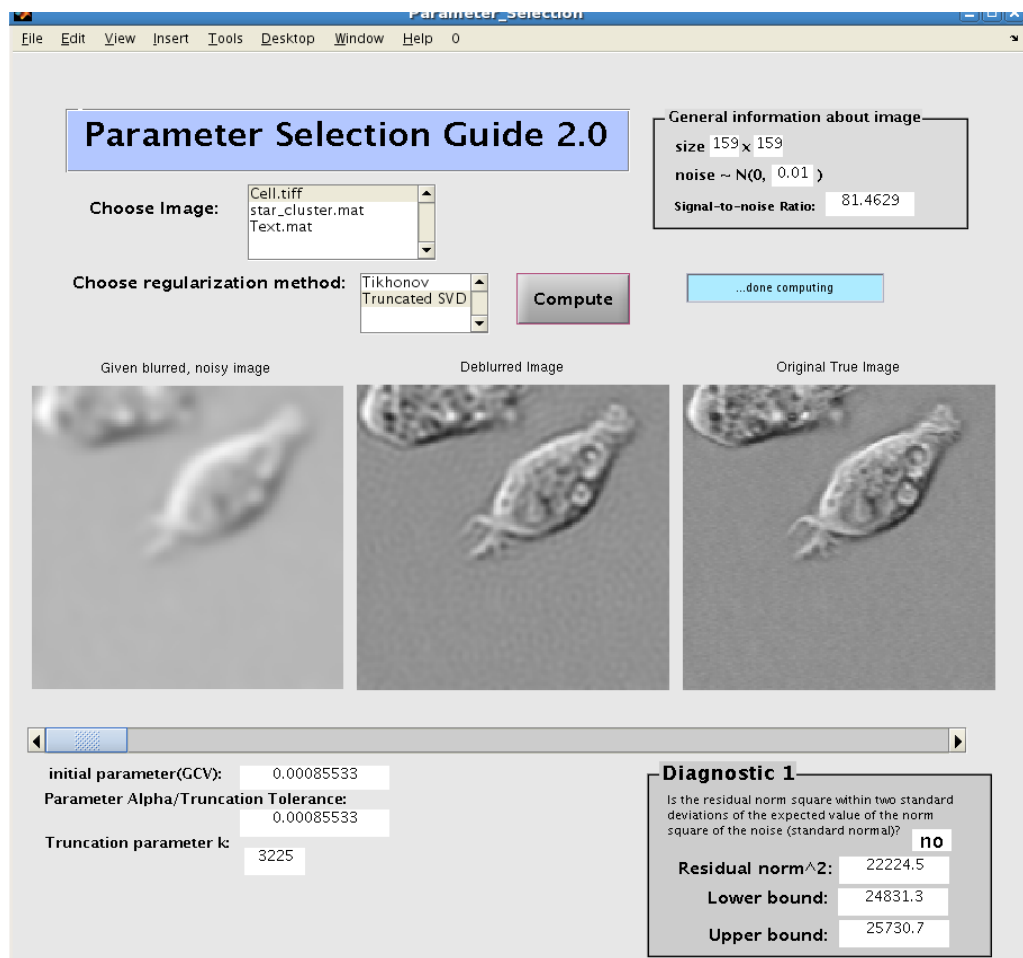 Parameter_Selection
File Edit View Insert Tools Desktop Window Help 0
Parameter Selection Guide 2.0
General information about image
size 159 x 159
noise ~ N(0, 0.01 )
Signal-to-noise Ratio: 81.4629
Choose Image:
Cell.tiff
star_cluster.mat
Text.mat
Choose regularization method:
Tikhonov
Truncated SVD
Compute
...done computing
Given blurred, noisy image
Deblurred Image
Original True Image
initial parameter(GCV): 0.00085533
Parameter Alpha/Truncation Tolerance:
0.00085533
Truncation parameter k: 3225
Diagnostic 1
Is the residual norm square within two standard
deviations of the expected value of the norm
square of the noise (standard normal)? no
Residual norm^2: 22224.5
Lower bound: 24831.3
Upper bound: 25730.7